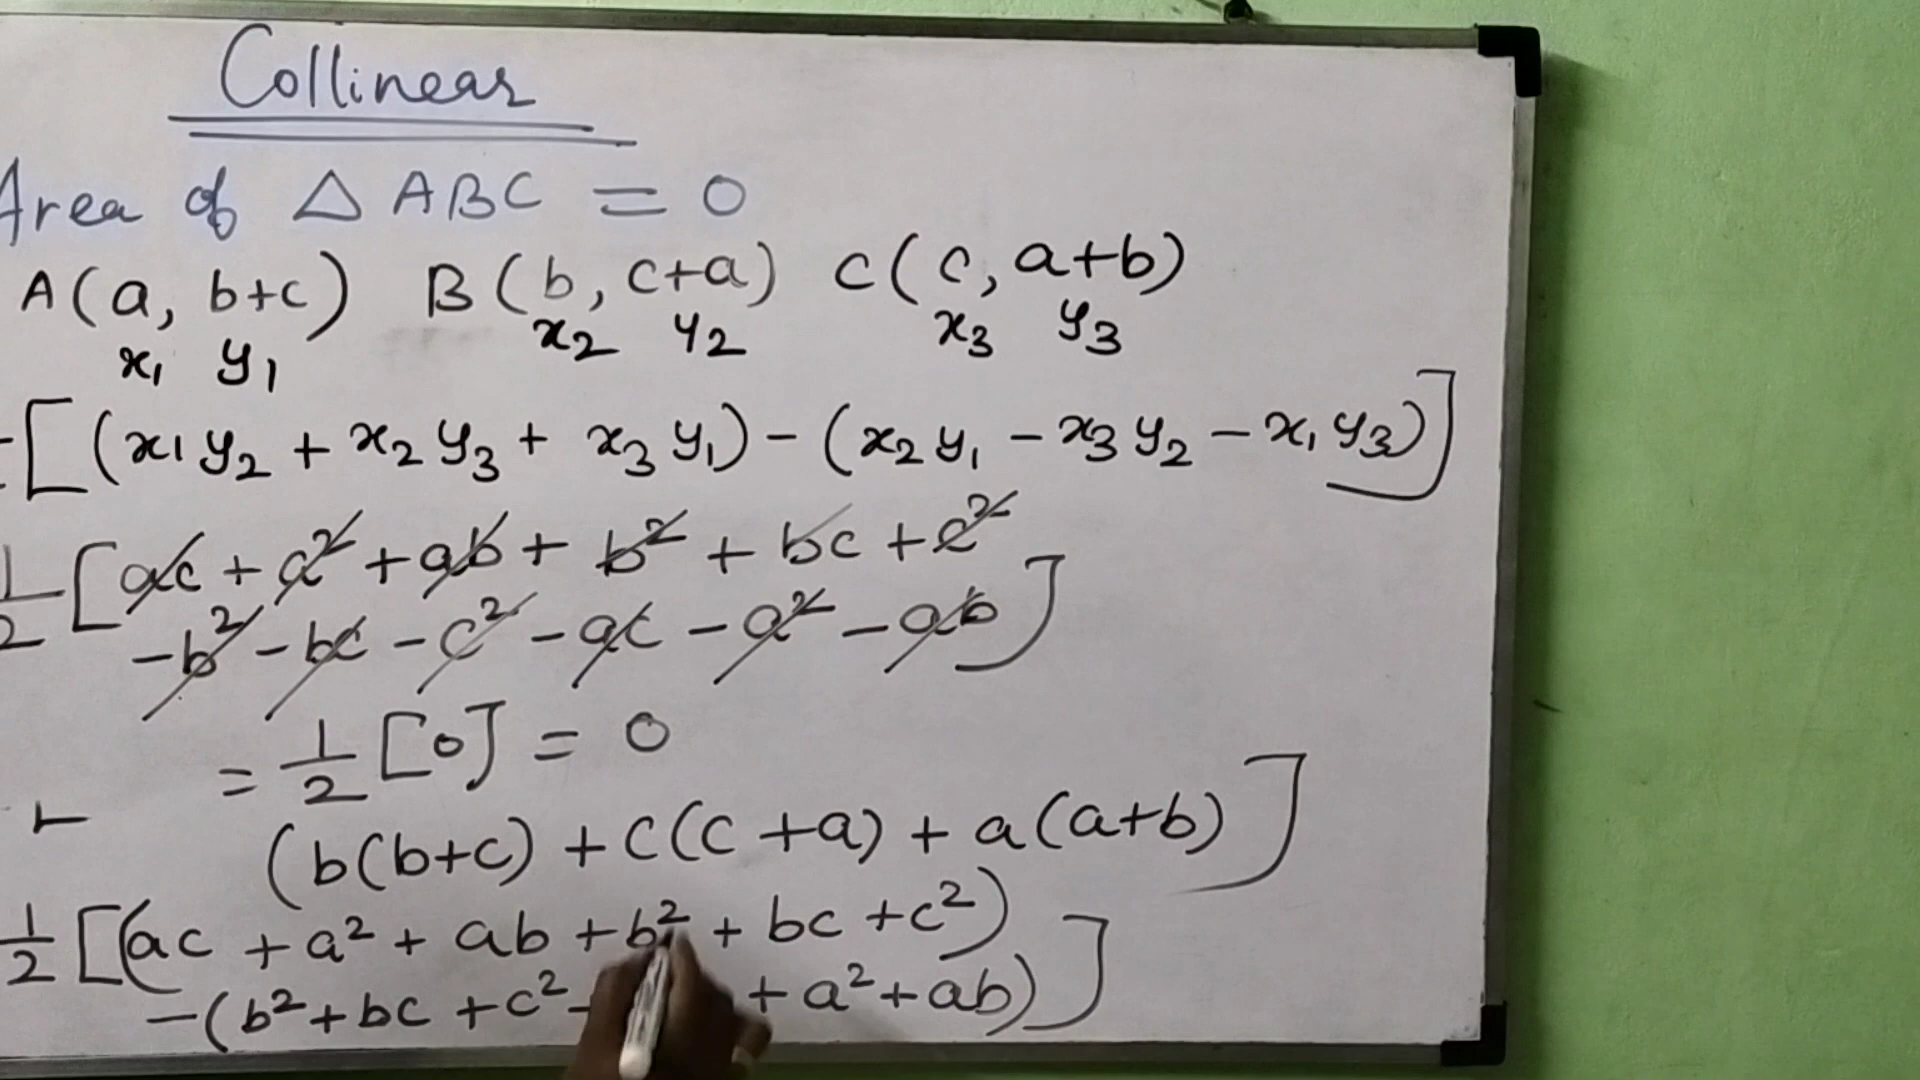 Collinear
Area of △ ABC = 0
A(a, b+c) B(b, c+a) C(c, a+b)
x₁ y₁ x₂ y₂ x₃ y₃
[(x₁y₂ + x₂y₃ + x₃y₁) - (x₂y₁ - x₃y₂ - x₁y₃)]
1/2 [ac + a² + ab + b² + bc + c²
-b² - bc - c² - ac - a² - ab]
= 1/2 [0] = 0
(b(b+c) + c(c+a) + a(a+b)]
1/2 [(ac + a² + ab + b² + bc + c²)
-(b² + bc + c² + a² + ab)]